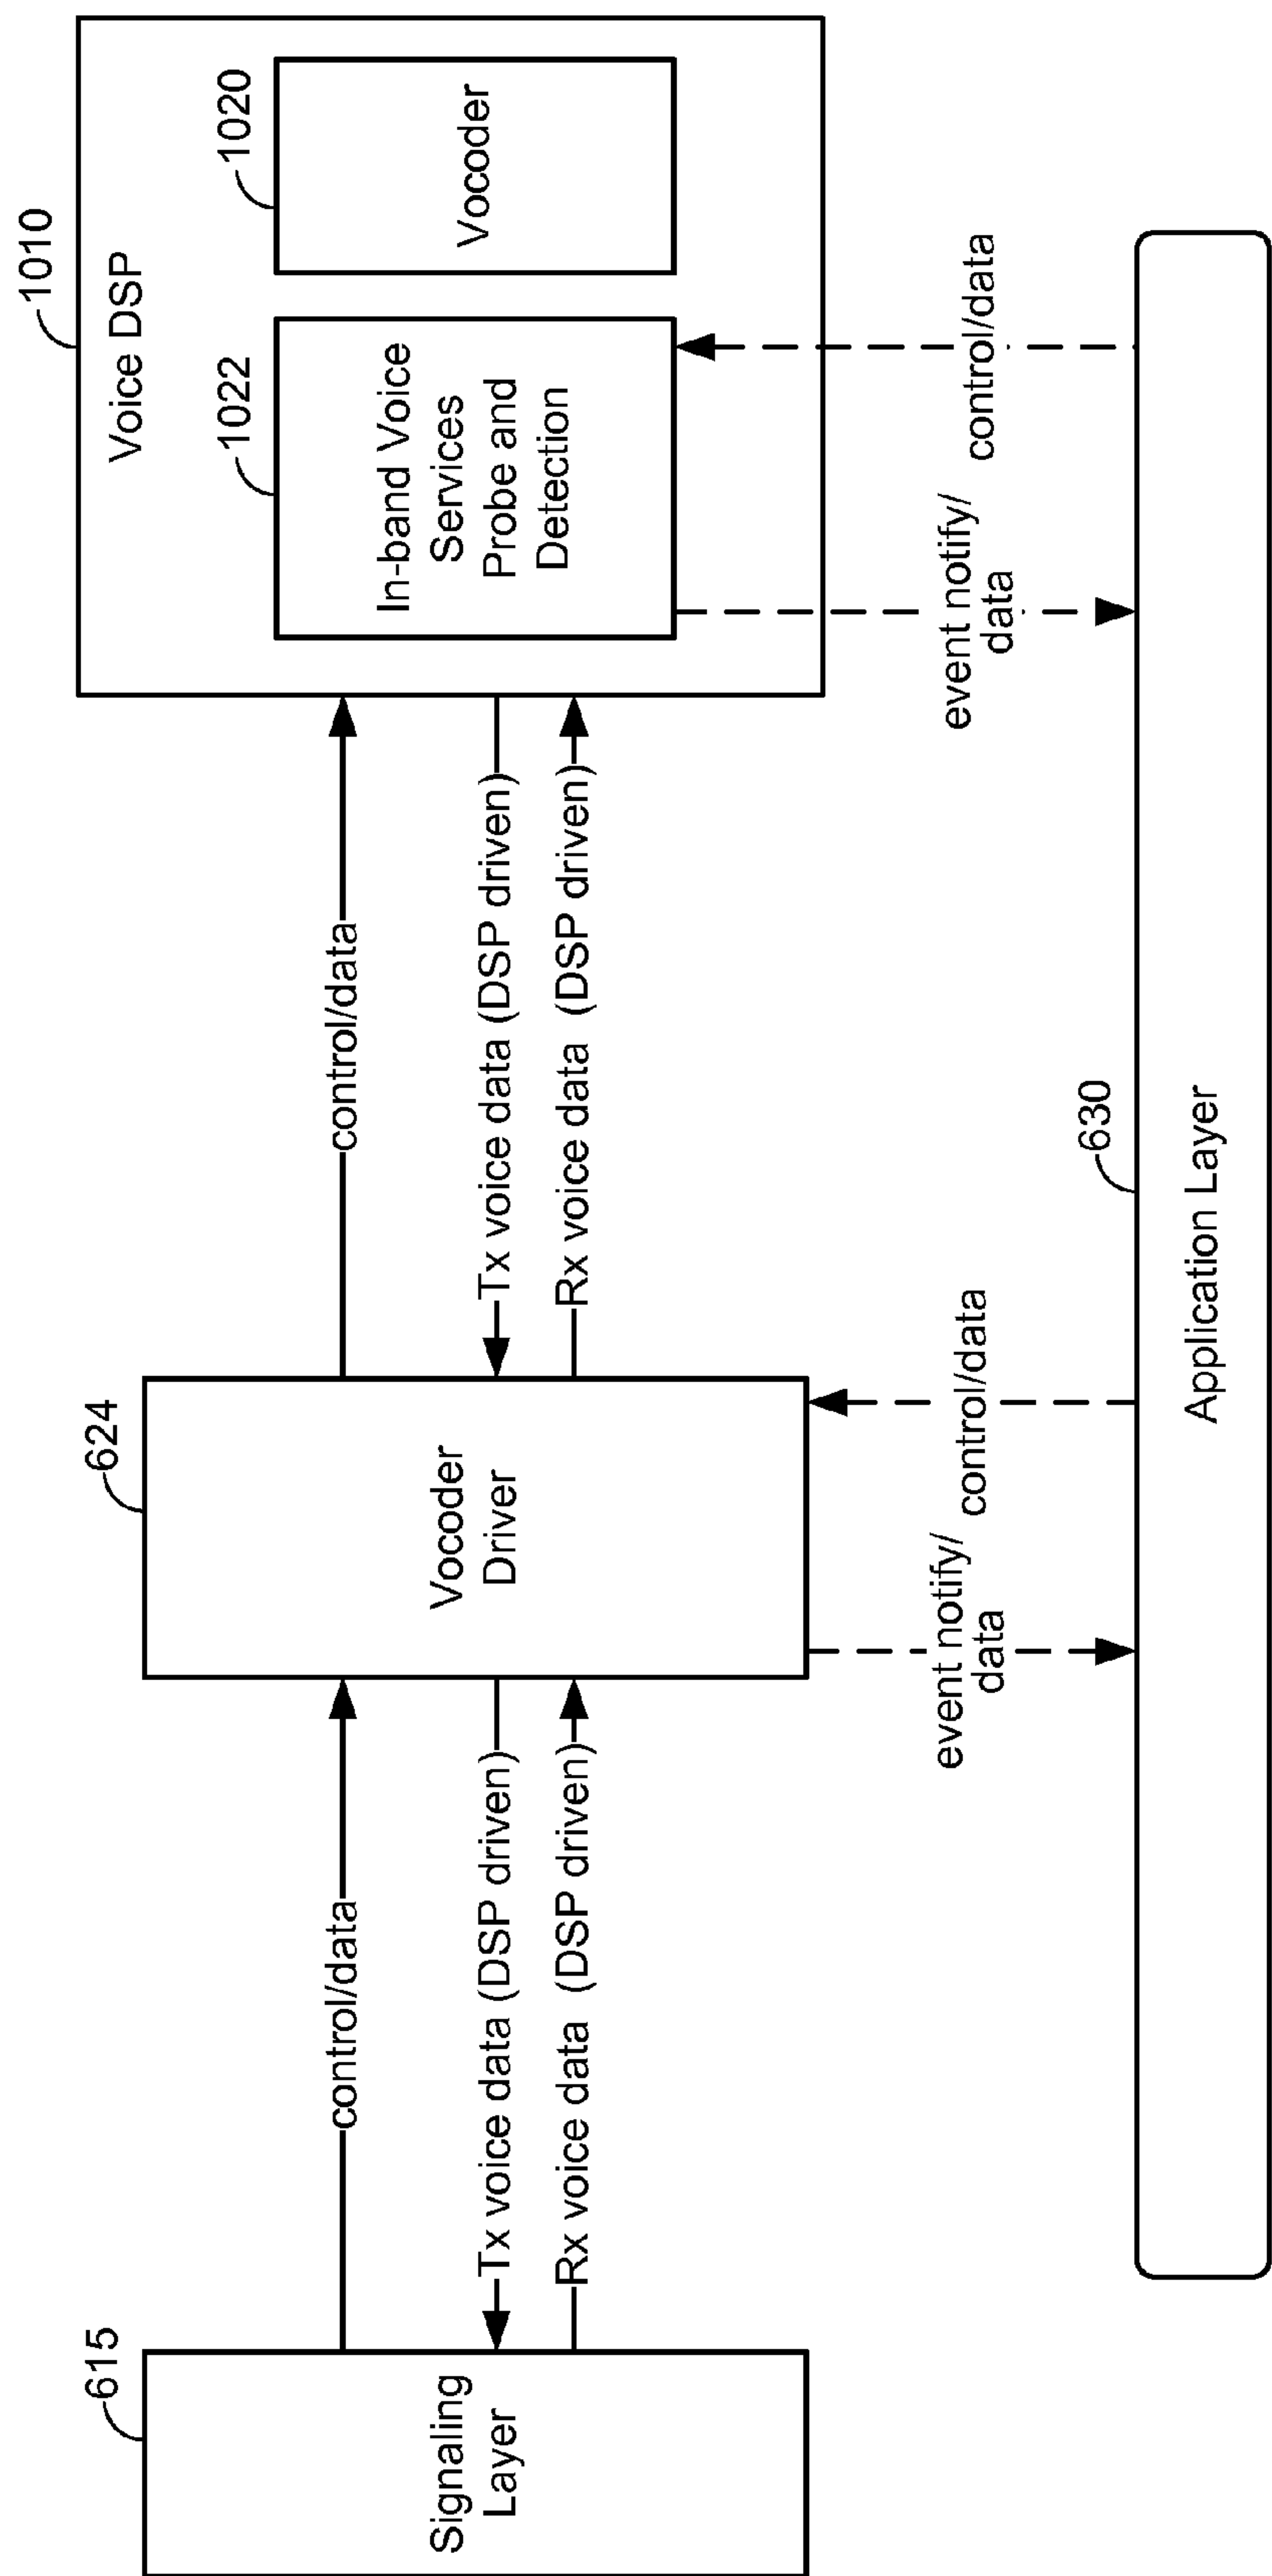 615
Signaling
Layer
control/data
Tx voice data (DSP driven)
Rx voice data (DSP driven)
624
Vocoder
Driver
control/data
Tx voice data (DSP driven)
Rx voice data (DSP driven)
1010
Voice DSP
1022
In-band Voice
Services
Probe and
Detection
1020
Vocoder
event notify/
data
control/data
event notify/
data
control/data
630
Application Layer